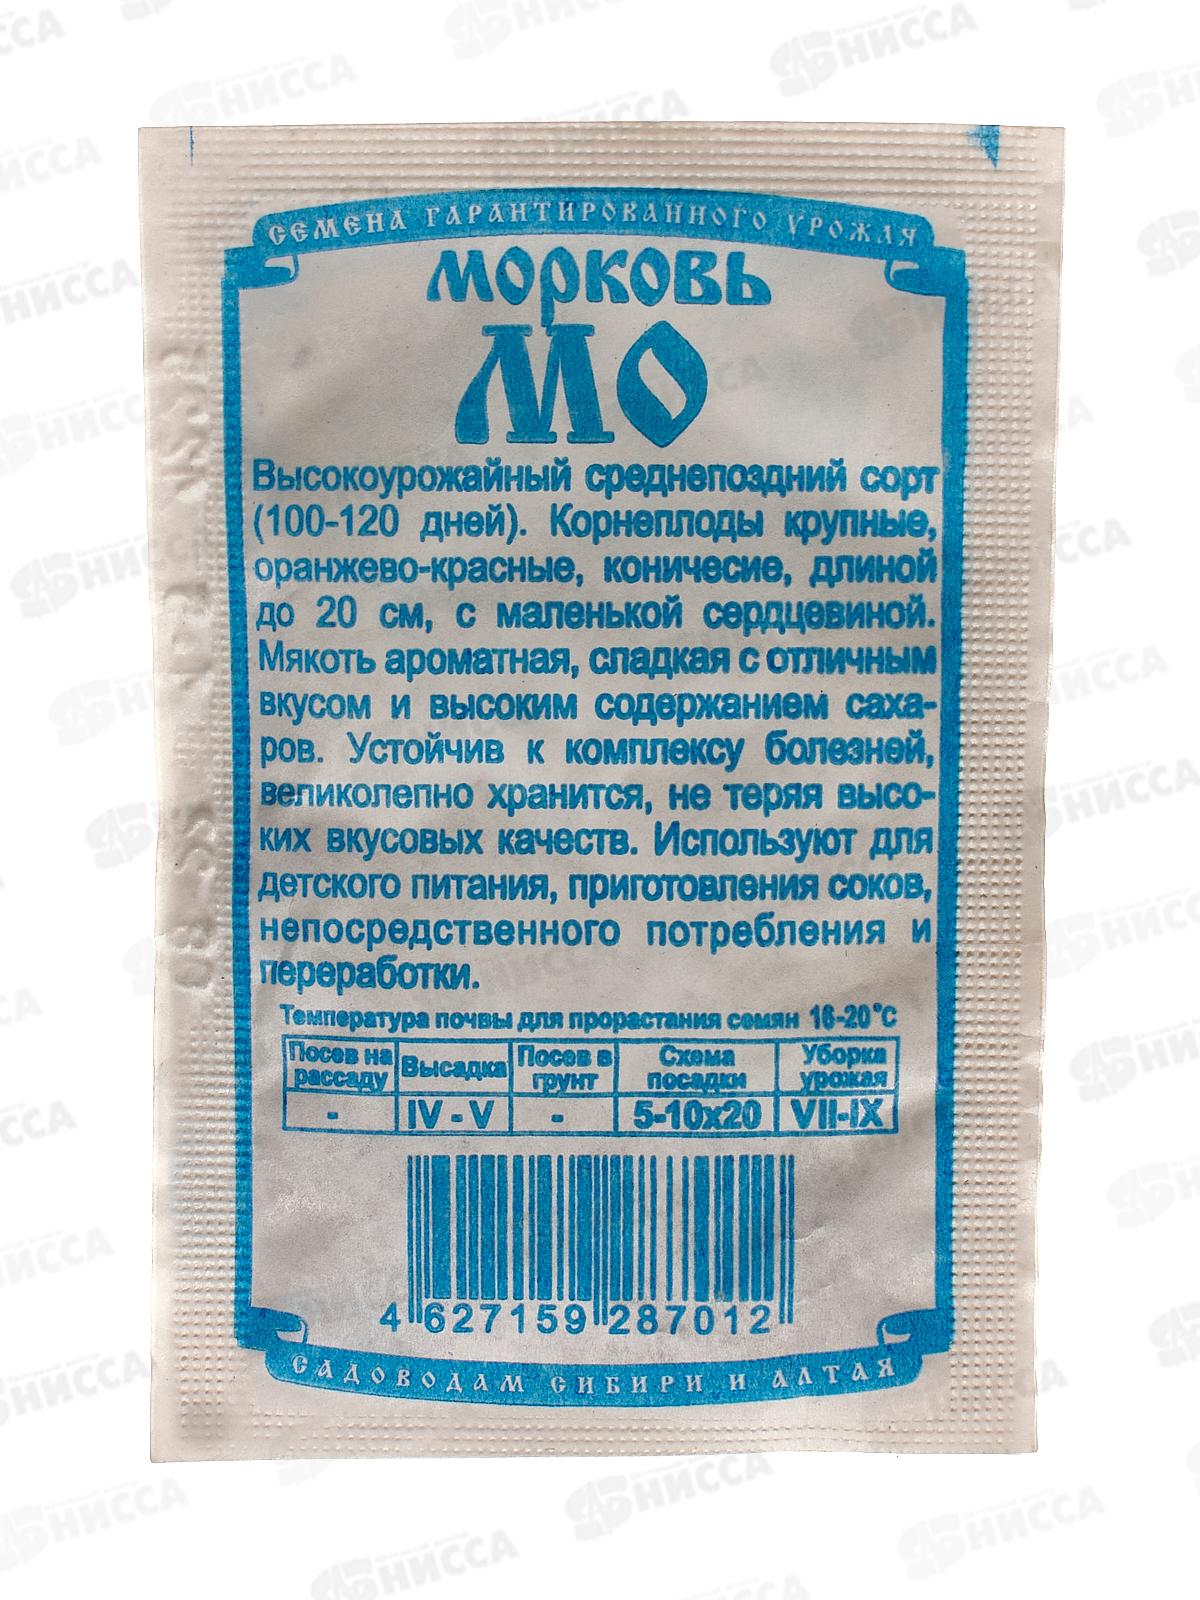 СЕМЕНА ГАРАНТИРОВАННОГО УРОЖАЯ
МОРКОВЬ
МО
Высокоурожайный среднепоздний сорт
(100-120 дней). Корнеплоды крупные,
оранжево-красные, коничесие, длиной
до 20 см, с маленькой сердцевиной.
Мякоть ароматная, сладкая с отличным
вкусом и высоким содержанием саха-
ров. Устойчив к комплексу болезней,
великолепно хранится, не теряя высо-
ких вкусовых качеств. Используют для
детского питания, приготовления соков,
непосредственного потребления и
переработки.
Температура почвы для прорастания семян 16-20°С
Посев на рассаду Высадка Посев в грунт Схема посадки Уборка урожая
- IV - V - 5-10х20 VII-IX
4 627159 287012
САДОВОДАМ СИБИРИ И АЛТАЯ
НИССА